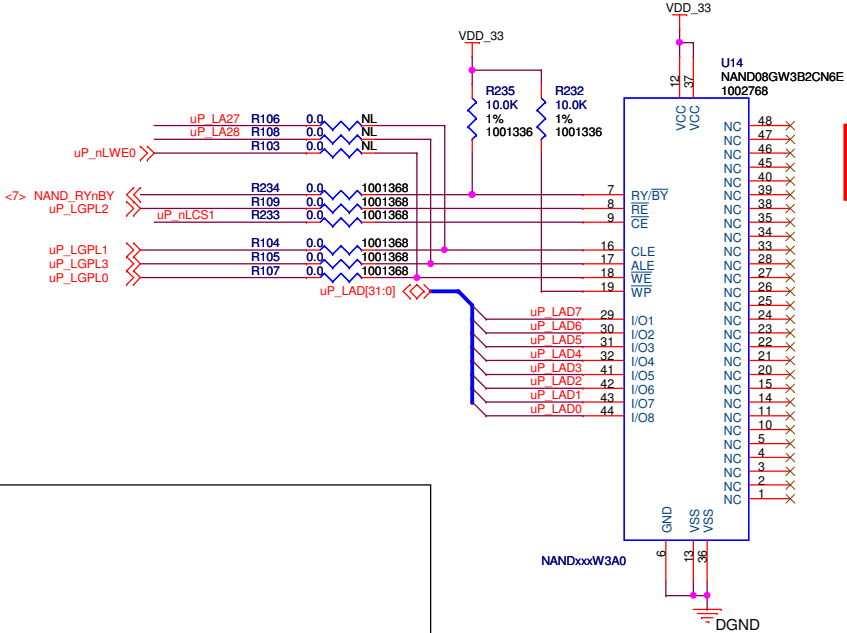 VDD_33
VDD_33
U14
NAND08GW3B2CN6E
1002768
12
37
VCC
VCC
R235
10.0K
1%
1001336
R232
10.0K
1%
1001336
uP_LA27 R106 0.0 NL
uP_LA28 R108 0.0 NL
uP_nLWE0 R103 0.0 NL
<7> NAND_RYnBY R234 0.0 1001368 7 RY/BY
uP_LGPL2 R109 0.0 1001368 8 RE
uP_nLCS1 R233 0.0 1001368 9 CE
uP_LGPL1 R104 0.0 1001368 16 CLE
uP_LGPL3 R105 0.0 1001368 17 ALE
uP_LGPL0 R107 0.0 1001368 18 WE
uP_LAD[31:0] 19 WP
uP_LAD7 29 I/O1
uP_LAD6 30 I/O2
uP_LAD5 31 I/O3
uP_LAD4 32 I/O4
uP_LAD3 41 I/O5
uP_LAD2 42 I/O6
uP_LAD1 43 I/O7
uP_LAD0 44 I/O8
NC 48
NC 47
NC 46
NC 45
NC 40
NC 39
NC 38
NC 35
NC 34
NC 33
NC 28
NC 27
NC 26
NC 25
NC 24
NC 23
NC 22
NC 21
NC 20
NC 15
NC 14
NC 11
NC 10
NC 5
NC 4
NC 3
NC 2
NC 1
GND
VSS
VSS
6
13
36
NANDxxxW3A0
DGND